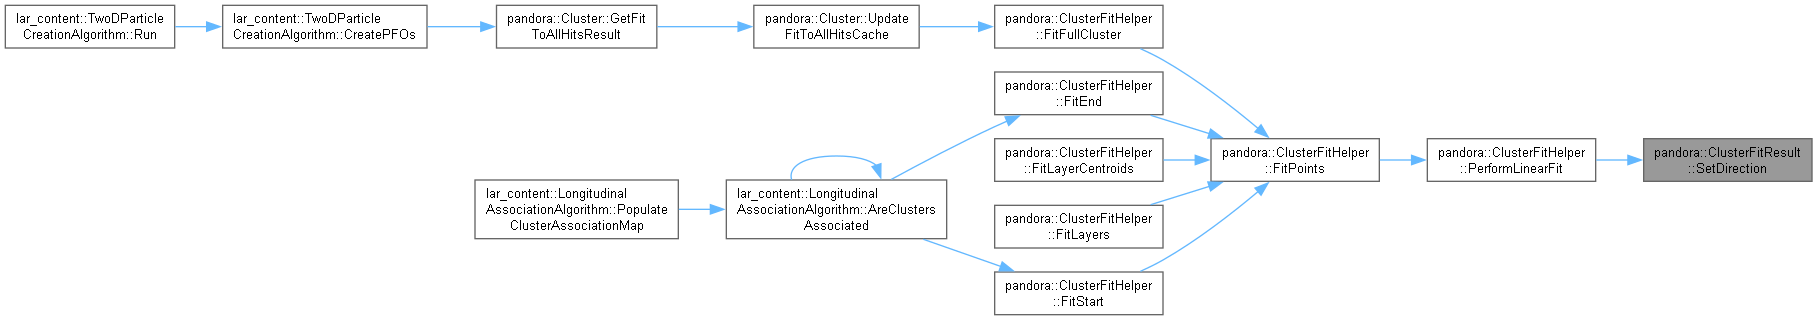 lar_content::TwoDParticle
CreationAlgorithm::Run
lar_content::TwoDParticle
CreationAlgorithm::CreatePFOs
pandora::Cluster::GetFit
ToAllHitsResult
pandora::Cluster::Update
FitToAllHitsCache
pandora::ClusterFitHelper
::FitFullCluster
pandora::ClusterFitHelper
::FitEnd
pandora::ClusterFitHelper
::FitLayerCentroids
pandora::ClusterFitHelper
::FitPoints
pandora::ClusterFitHelper
::PerformLinearFit
pandora::ClusterFitResult
::SetDirection
lar_content::Longitudinal
AssociationAlgorithm::Populate
ClusterAssociationMap
lar_content::Longitudinal
AssociationAlgorithm::AreClusters
Associated
pandora::ClusterFitHelper
::FitLayers
pandora::ClusterFitHelper
::FitStart